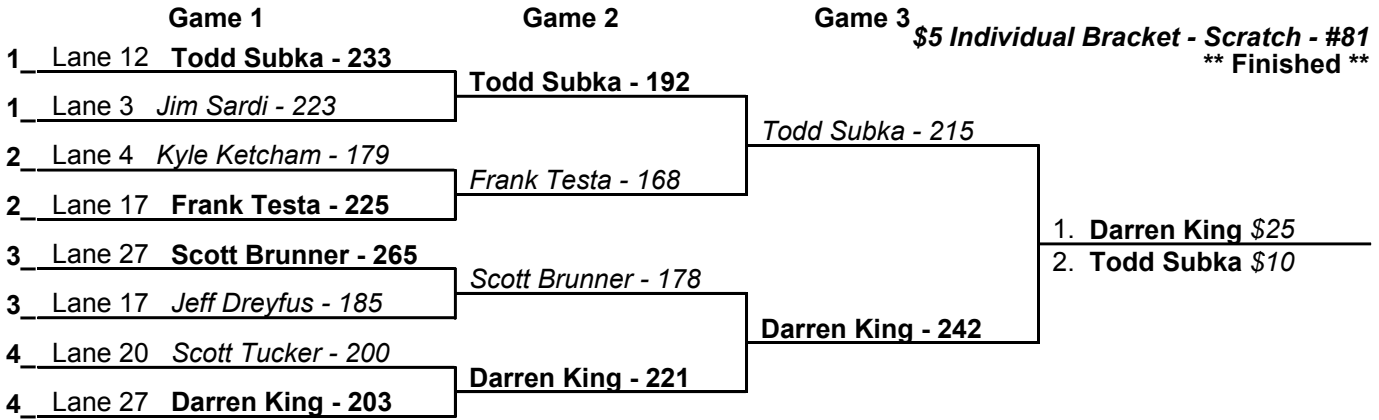 Game 1 Game 2 Game 3
$5 Individual Bracket - Scratch - #81
** Finished **
1_ Lane 12 Todd Subka - 233
Todd Subka - 192
1_ Lane 3 Jim Sardi - 223
Todd Subka - 215
2_ Lane 4 Kyle Ketcham - 179
Frank Testa - 168
2_ Lane 17 Frank Testa - 225
1. Darren King $25
3_ Lane 27 Scott Brunner - 265
2. Todd Subka $10
Scott Brunner - 178
3_ Lane 17 Jeff Dreyfus - 185
Darren King - 242
4_ Lane 20 Scott Tucker - 200
Darren King - 221
4_ Lane 27 Darren King - 203